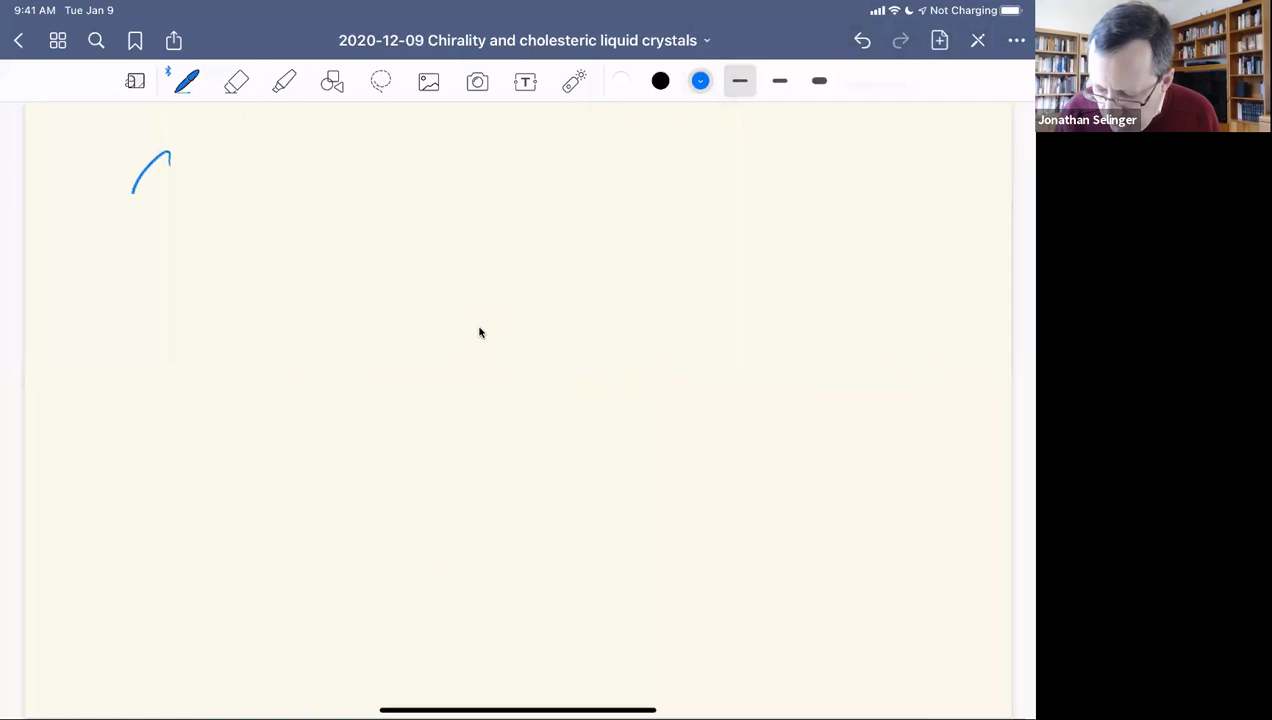 9:41 AM Tue Jan 9
Not Charging
2020-12-09 Chirality and cholesteric liquid crystals
T
Jonathan Selinger